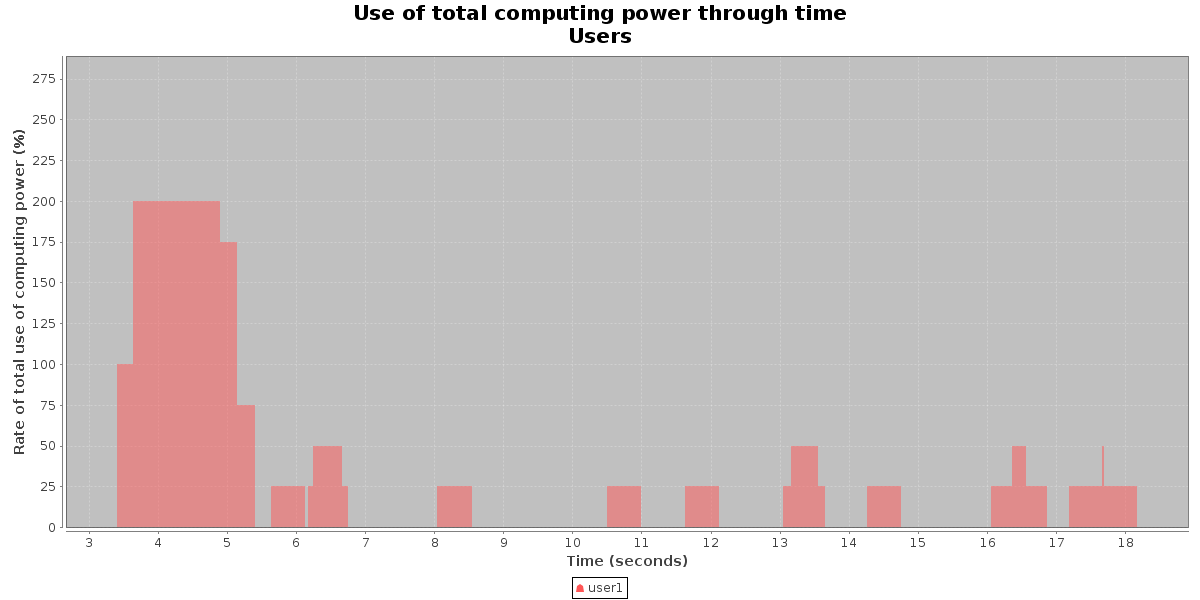 Use of total computing power through time
Users
Rate of total use of computing power (%)
275
250
225
200
175
150
125
100
75
50
25
0
3 4 5 6 7 8 9 10 11 12 13 14 15 16 17 18
Time (seconds)
user1